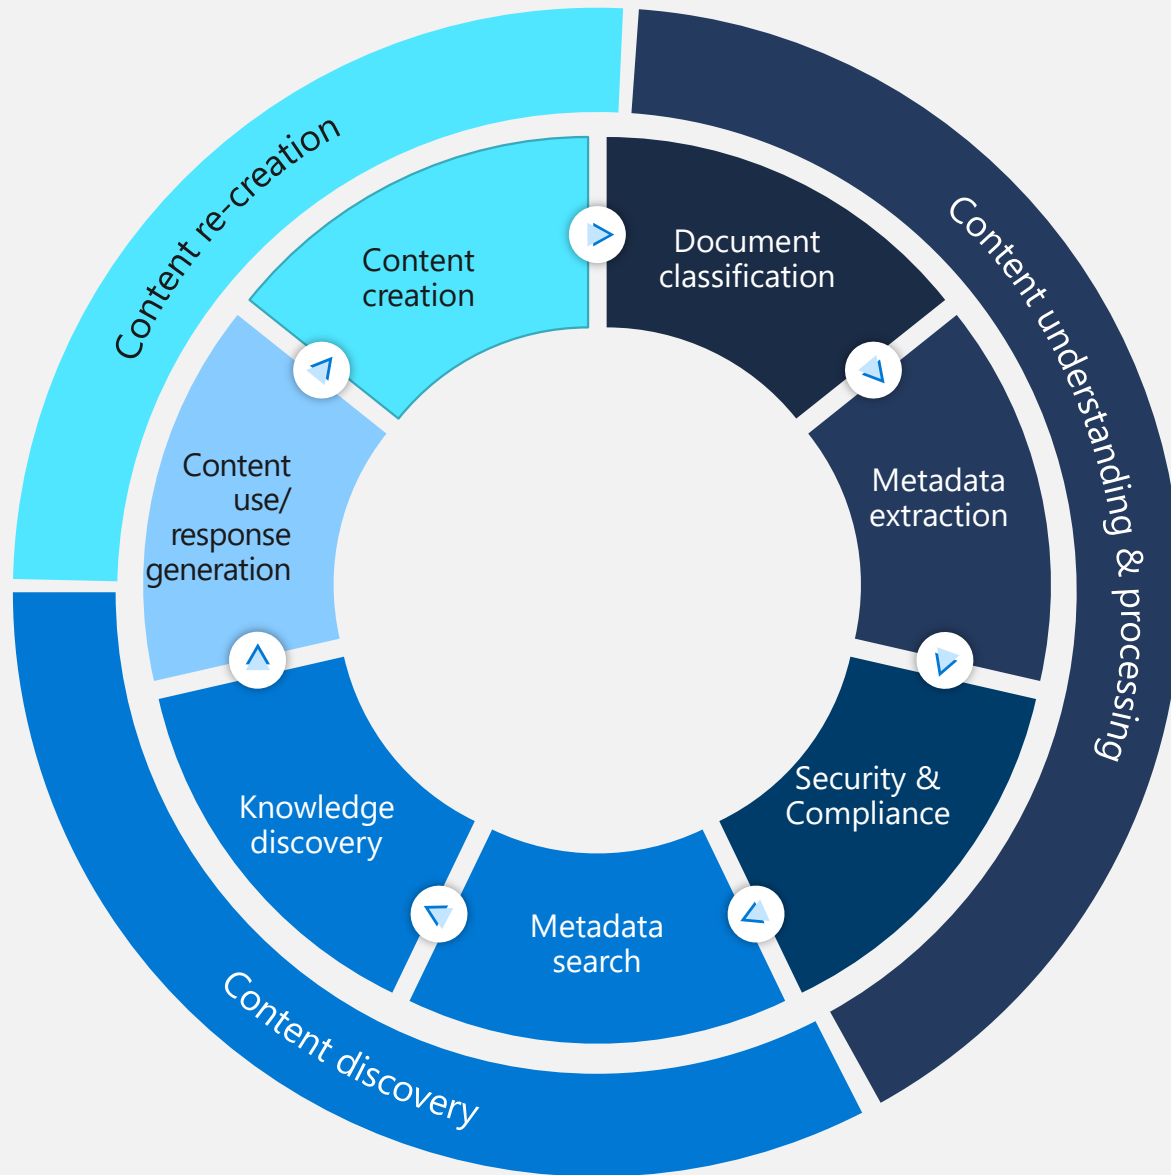 Content re-creation
Content understanding & processing
Content discovery
Content
creation
Document
classification
Metadata
extraction
Security &
Compliance
Metadata
search
Knowledge
discovery
Content
use/
response
generation